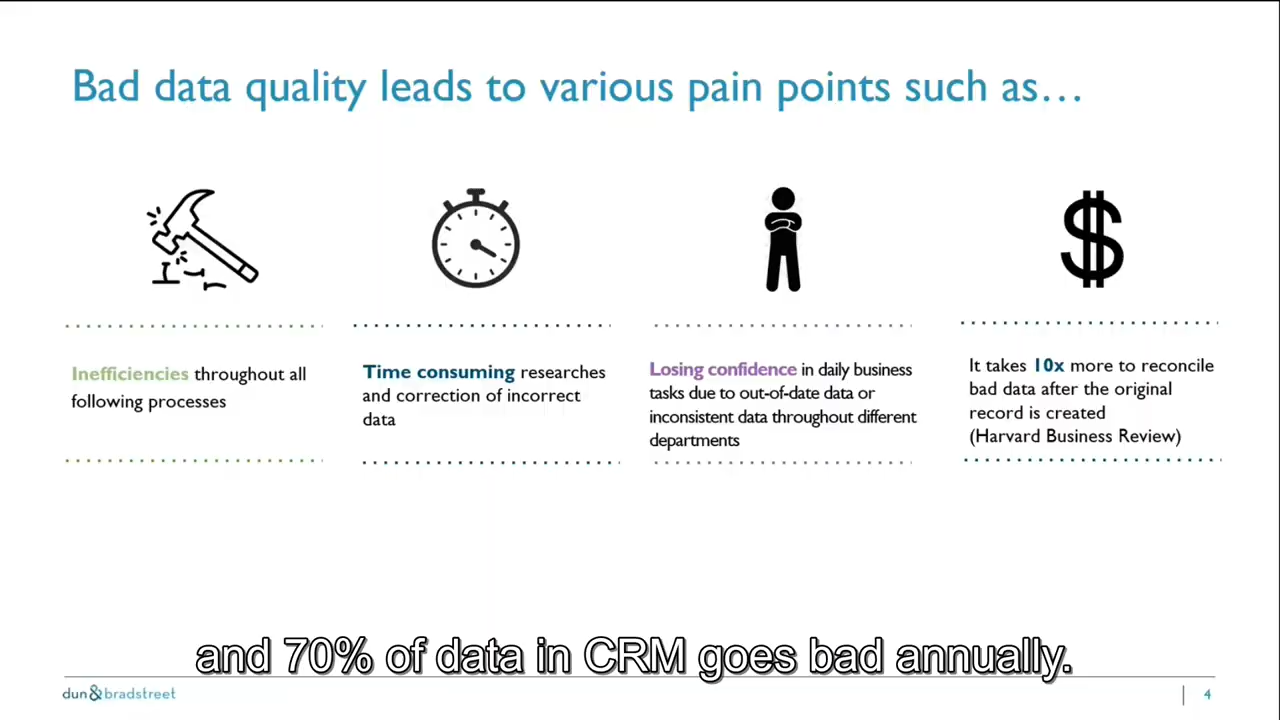 Bad data quality leads to various pain points such as…
Inefficiencies throughout all
following processes
Time consuming researches
and correction of incorrect
data
Losing confidence in daily business
tasks due to out-of-date data or
inconsistent data throughout different
departments
It takes 10x more to reconcile
bad data after the original
record is created
(Harvard Business Review)
and 70% of data in CRM goes bad annually.
dun&bradstreet
4